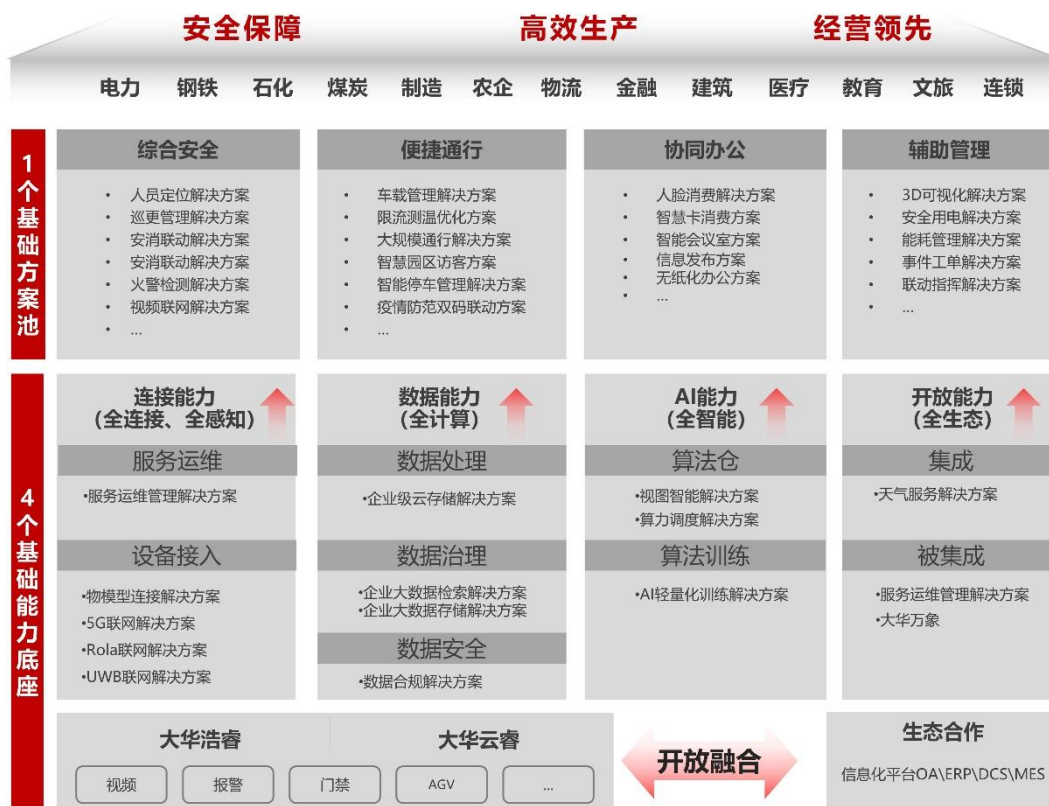 安全保障 高效生产 经营领先
电力 钢铁 石化 煤炭 制造 农企 物流 金融 建筑 医疗 教育 文旅 连锁
1个基础方案池
综合安全
• 人员定位解决方案
• 巡更管理解决方案
• 安消联动解决方案
• 安消联动解决方案
• 火警检测解决方案
• 视频联网解决方案
• ...
便捷通行
• 车载管理解决方案
• 限流测温优化方案
• 大规模通行解决方案
• 智慧园区访客方案
• 智能停车管理解决方案
• 疫情防范双码联动方案
• ...
协同办公
• 人脸消费解决方案
• 智慧卡消费方案
• 智能会议室方案
• 信息发布方案
• 无纸化办公方案
• ...
辅助管理
• 3D可视化解决方案
• 安全用电解决方案
• 能耗管理解决方案
• 事件工单解决方案
• 联动指挥解决方案
• ...
4个基础能力底座
连接能力
(全连接、全感知)
服务运维
•服务运维管理解决方案
设备接入
•物模型连接解决方案
•5G联网解决方案
•Rola联网解决方案
•UWB联网解决方案
数据能力
(全计算)
数据处理
•企业级云存储解决方案
数据治理
•企业大数据检索解决方案
•企业大数据存储解决方案
数据安全
•数据合规解决方案
AI能力
(全智能)
算法仓
•视图智能解决方案
•算力调度解决方案
算法训练
•AI轻量化训练解决方案
开放能力
(全生态)
集成
•天气服务解决方案
被集成
•服务运维管理解决方案
•大华万象
大华浩睿 大华云睿
视频 报警 门禁 AGV ...
开放融合
生态合作
信息化平台OA\ERP\DCS\MES